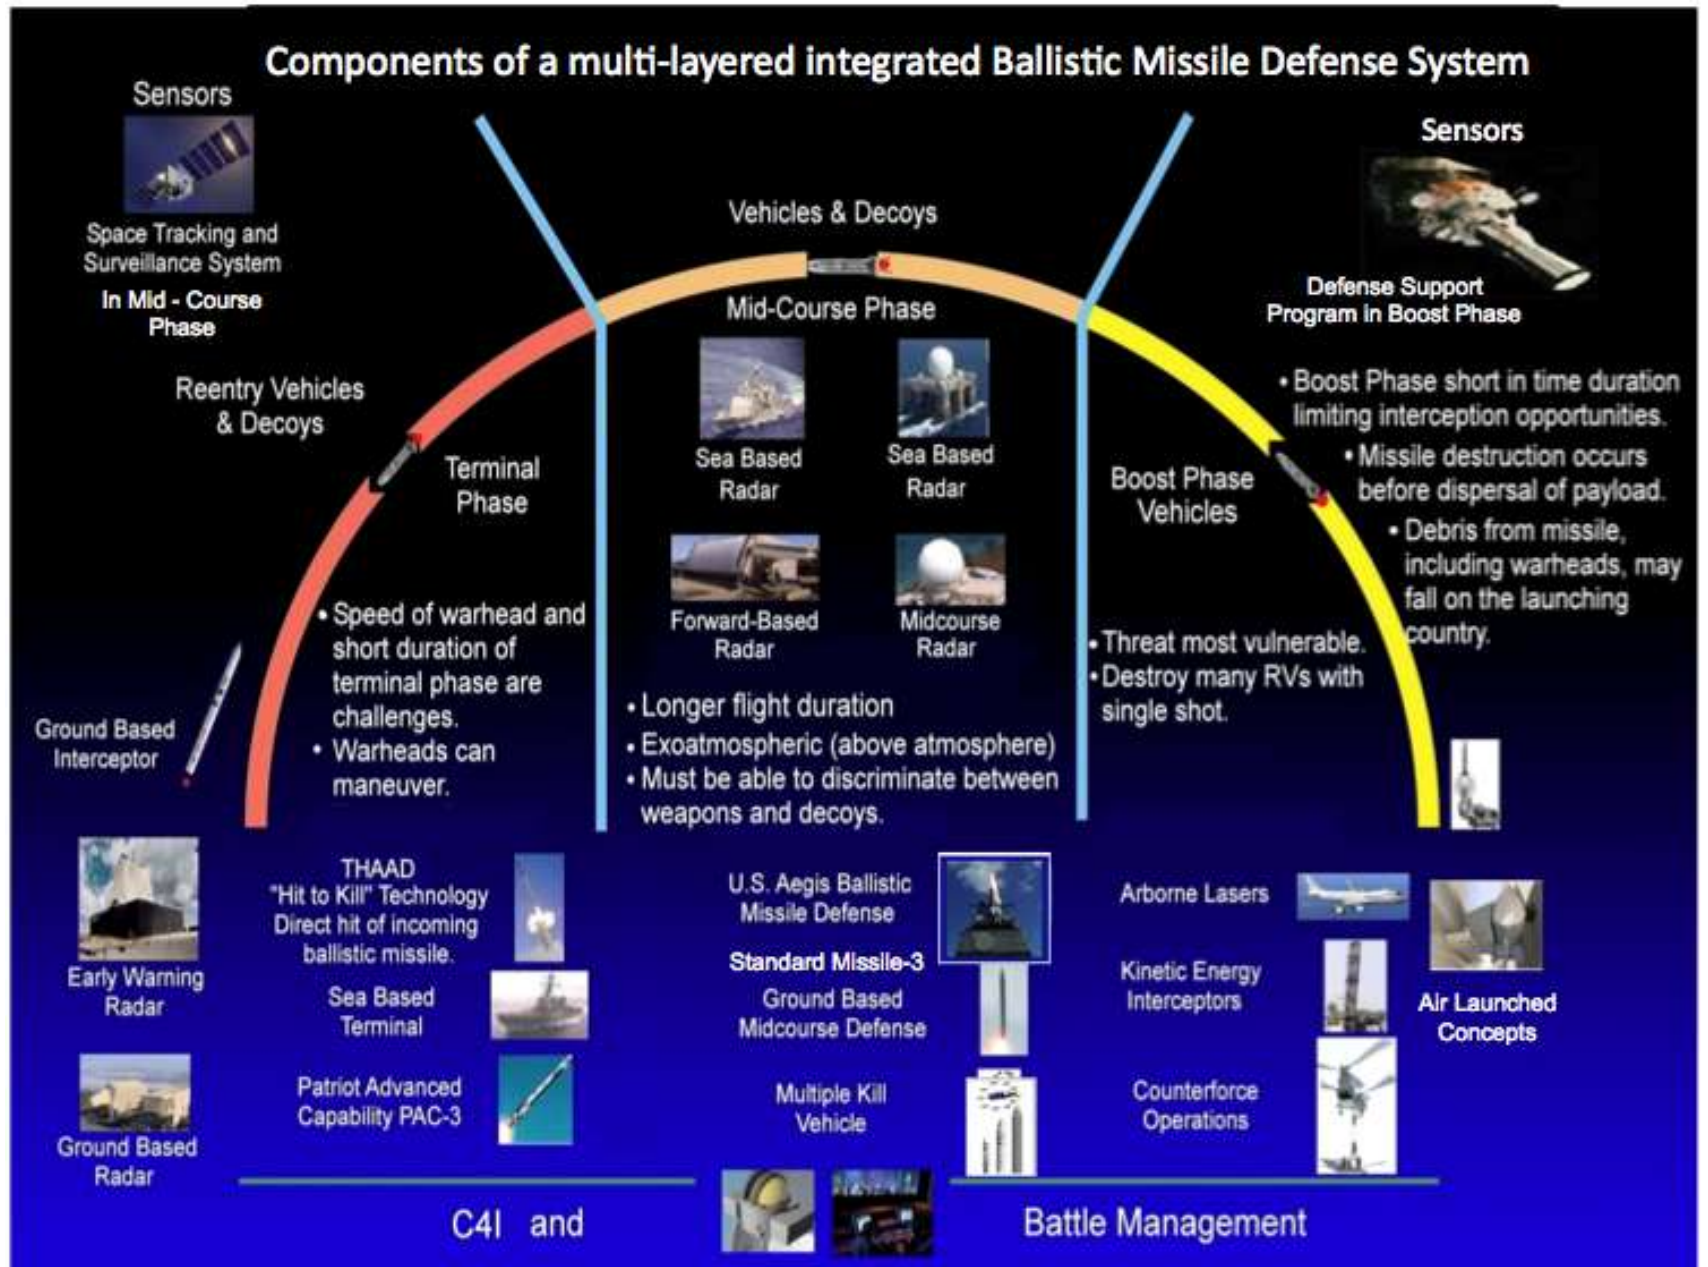 Components of a multi-layered integrated Ballistic Missile Defense System
Sensors
Space Tracking and
Surveillance System
In Mid - Course
Phase
Reentry Vehicles
& Decoys
Terminal
Phase
• Speed of warhead and
short duration of
terminal phase are
challenges.
• Warheads can
maneuver.
Ground Based
Interceptor
Early Warning
Radar
Ground Based
Radar
THAAD
"Hit to Kill" Technology
Direct hit of incoming
ballistic missile.
Sea Based
Terminal
Patriot Advanced
Capability PAC-3
Vehicles & Decoys
Mid-Course Phase
Sea Based
Radar
Sea Based
Radar
Forward-Based
Radar
Midcourse
Radar
• Longer flight duration
• Exoatmospheric (above atmosphere)
• Must be able to discriminate between
weapons and decoys.
U.S. Aegis Ballistic
Missile Defense
Standard Missile-3
Ground Based
Midcourse Defense
Multiple Kill
Vehicle
Sensors
Defense Support
Program in Boost Phase
• Boost Phase short in time duration
limiting interception opportunities.
• Missile destruction occurs
before dispersal of payload.
• Debris from missile,
including warheads, may
fall on the launching
country.
Boost Phase
Vehicles
• Threat most vulnerable.
• Destroy many RVs with
single shot.
Arborne Lasers
Kinetic Energy
Interceptors
Air Launched
Concepts
Counterforce
Operations
C4I and
Battle Management